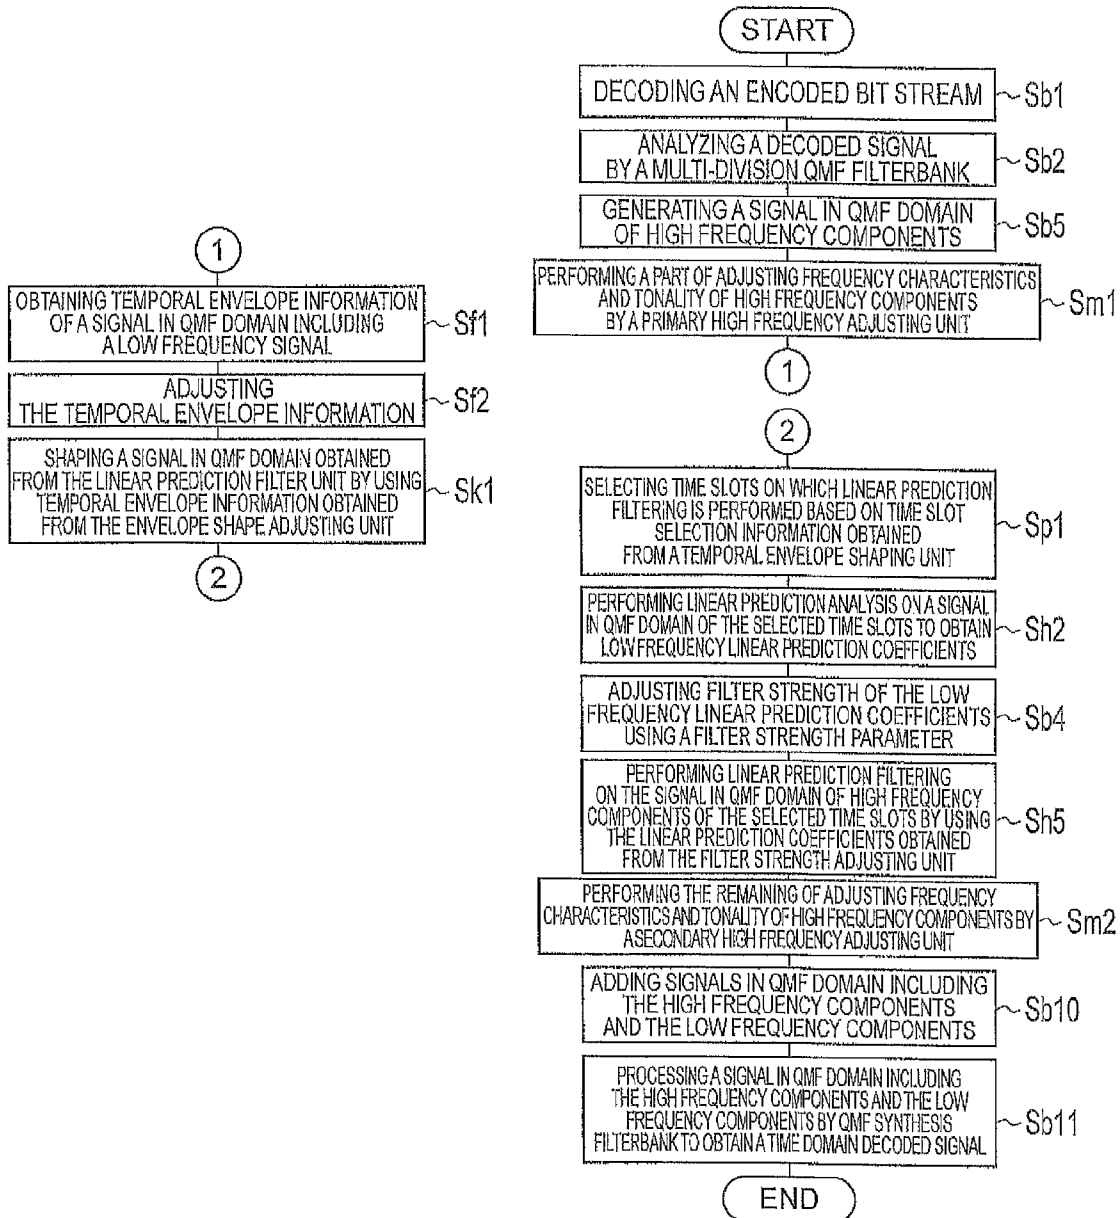 START
DECODING AN ENCODED BIT STREAM
Sb1
ANALYZING A DECODED SIGNAL
BY A MULTI-DIVISION QMF FILTERBANK
Sb2
GENERATING A SIGNAL IN QMF DOMAIN
OF HIGH FREQUENCY COMPONENTS
Sb5
PERFORMING A PART OF ADJUSTING FREQUENCY CHARACTERISTICS
AND TONALITY OF HIGH FREQUENCY COMPONENTS
BY A PRIMARY HIGH FREQUENCY ADJUSTING UNIT
Sm1
1
1
OBTAINING TEMPORAL ENVELOPE INFORMATION
OF A SIGNAL IN QMF DOMAIN INCLUDING
A LOW FREQUENCY SIGNAL
Sf1
ADJUSTING
THE TEMPORAL ENVELOPE INFORMATION
Sf2
SHAPING A SIGNAL IN QMF DOMAIN OBTAINED
FROM THE LINEAR PREDICTION FILTER UNIT BY USING
TEMPORAL ENVELOPE INFORMATION OBTAINED
FROM THE ENVELOPE SHAPE ADJUSTING UNIT
Sk1
2
2
SELECTING TIME SLOTS ON WHICH LINEAR PREDICTION
FILTERING IS PERFORMED BASED ON TIME SLOT
SELECTION INFORMATION OBTAINED
FROM A TEMPORAL ENVELOPE SHAPING UNIT
Sp1
PERFORMING LINEAR PREDICTION ANALYSIS ON A SIGNAL
IN QMF DOMAIN OF THE SELECTED TIME SLOTS TO OBTAIN
LOW FREQUENCY LINEAR PREDICTION COEFFICIENTS
Sh2
ADJUSTING FILTER STRENGTH OF THE LOW
FREQUENCY LINEAR PREDICTION COEFFICIENTS
USING A FILTER STRENGTH PARAMETER
Sb4
PERFORMING LINEAR PREDICTION FILTERING
ON THE SIGNAL IN QMF DOMAIN OF HIGH FREQUENCY
COMPONENTS OF THE SELECTED TIME SLOTS BY USING
THE LINEAR PREDICTION COEFFICIENTS OBTAINED
FROM THE FILTER STRENGTH ADJUSTING UNIT
Sh5
PERFORMING THE REMAINING OF ADJUSTING FREQUENCY
CHARACTERISTICS AND TONALITY OF HIGH FREQUENCY COMPONENTS BY
ASECONDARY HIGH FREQUENCY ADJUSTING UNIT
Sm2
ADDING SIGNALS IN QMF DOMAIN INCLUDING
THE HIGH FREQUENCY COMPONENTS
AND THE LOW FREQUENCY COMPONENTS
Sb10
PROCESSING A SIGNAL IN QMF DOMAIN INCLUDING
THE HIGH FREQUENCY COMPONENTS AND THE LOW
FREQUENCY COMPONENTS BY QMF SYNTHESIS
FILTERBANK TO OBTAIN A TIME DOMAIN DECODED SIGNAL
Sb11
END